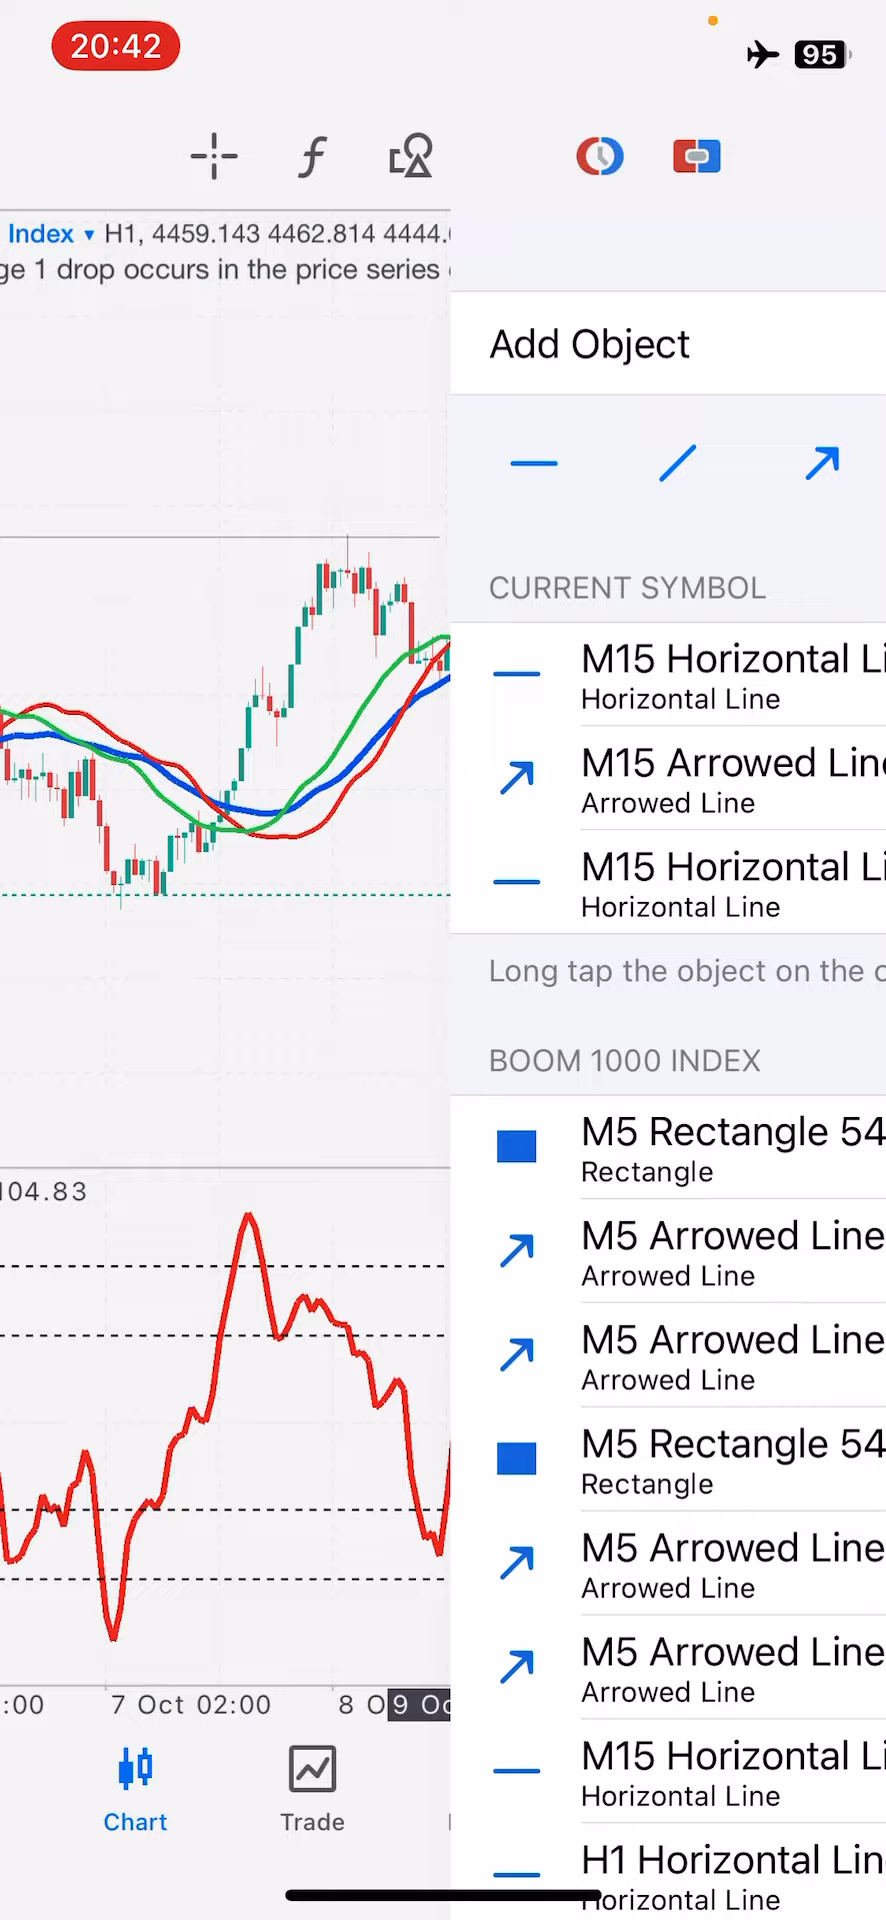 20:42
95
Index ▾ H1, 4459.143 4462.814 4444.
ge 1 drop occurs in the price series
Add Object
CURRENT SYMBOL
M15 Horizontal Li
Horizontal Line
M15 Arrowed Line
Arrowed Line
M15 Horizontal Li
Horizontal Line
Long tap the object on the c
BOOM 1000 INDEX
M5 Rectangle 54
Rectangle
M5 Arrowed Line
Arrowed Line
M5 Arrowed Line
Arrowed Line
M5 Rectangle 54
Rectangle
M5 Arrowed Line
Arrowed Line
M5 Arrowed Line
Arrowed Line
M15 Horizontal Li
Horizontal Line
H1 Horizontal Lin
Horizontal Line
104.83
:00 7 Oct 02:00 8 O 9 Oc
Chart
Trade